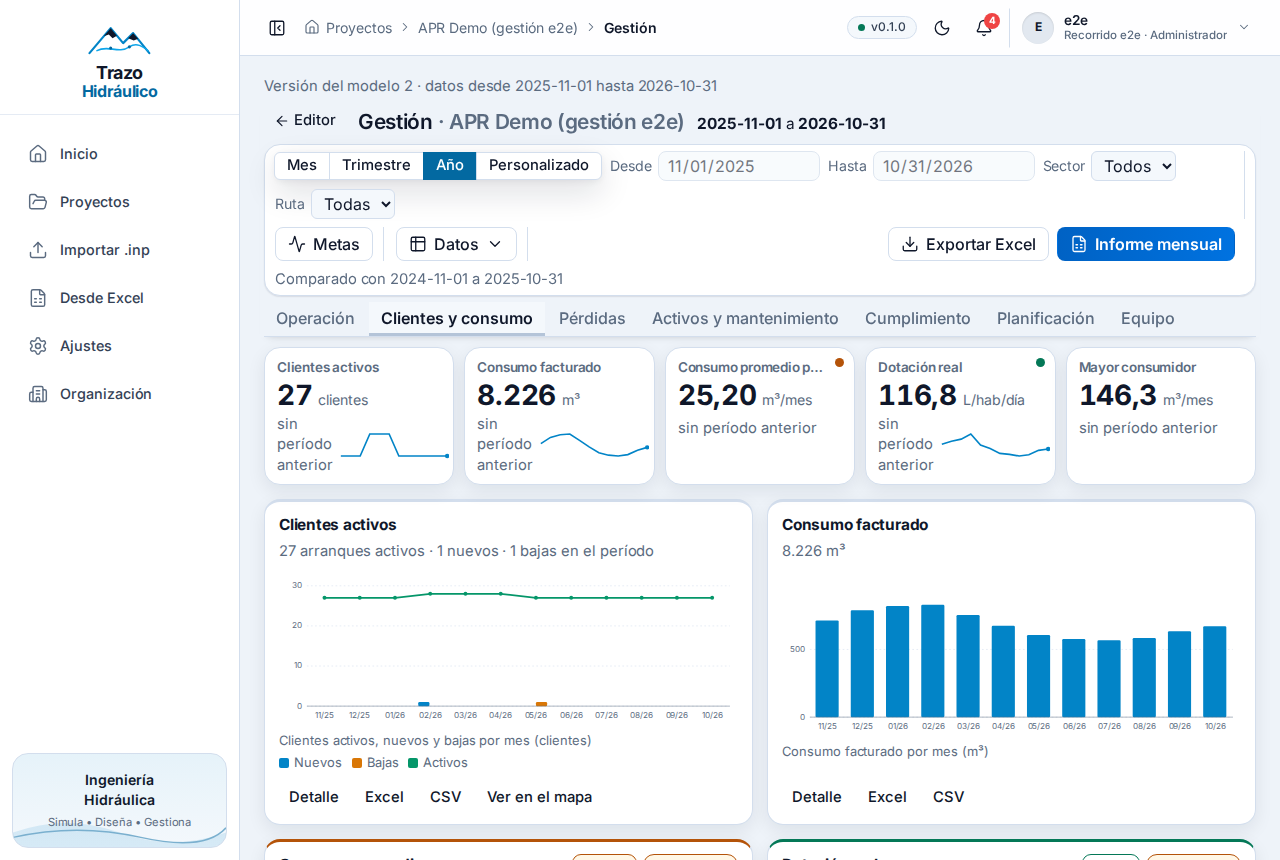 Trazo
Hidráulico
Inicio
Proyectos
Importar .inp
Desde Excel
Ajustes
Organización
Ingeniería
Hidráulica
Simula • Diseña • Gestiona
Proyectos > APR Demo (gestión e2e) > Gestión
v0.1.0
4
E
e2e
Recorrido e2e · Administrador
Versión del modelo 2 · datos desde 2025-11-01 hasta 2026-10-31
← Editor
Gestión · APR Demo (gestión e2e) 2025-11-01 a 2026-10-31
Mes Trimestre Año Personalizado Desde 11/01/2025 Hasta 10/31/2026 Sector Todos
Ruta Todas
Metas Datos Exportar Excel Informe mensual
Comparado con 2024-11-01 a 2025-10-31
Operación Clientes y consumo Pérdidas Activos y mantenimiento Cumplimiento Planificación Equipo
Clientes activos
27 clientes
sin
período
anterior
Consumo facturado
8.226 m³
sin
período
anterior
Consumo promedio p...
25,20 m³/mes
sin período anterior
Dotación real
116,8 L/hab/día
sin
período
anterior
Mayor consumidor
146,3 m³/mes
sin período anterior
Clientes activos
27 arranques activos · 1 nuevos · 1 bajas en el período
30
20
10
0
11/25 12/25 01/26 02/26 03/26 04/26 05/26 06/26 07/26 08/26 09/26 10/26
Clientes activos, nuevos y bajas por mes (clientes)
Nuevos Bajas Activos
Detalle Excel CSV Ver en el mapa
Consumo facturado
8.226 m³
500
0
11/25 12/25 01/26 02/26 03/26 04/26 05/26 06/26 07/26 08/26 09/26 10/26
Consumo facturado por mes (m³)
Detalle Excel CSV